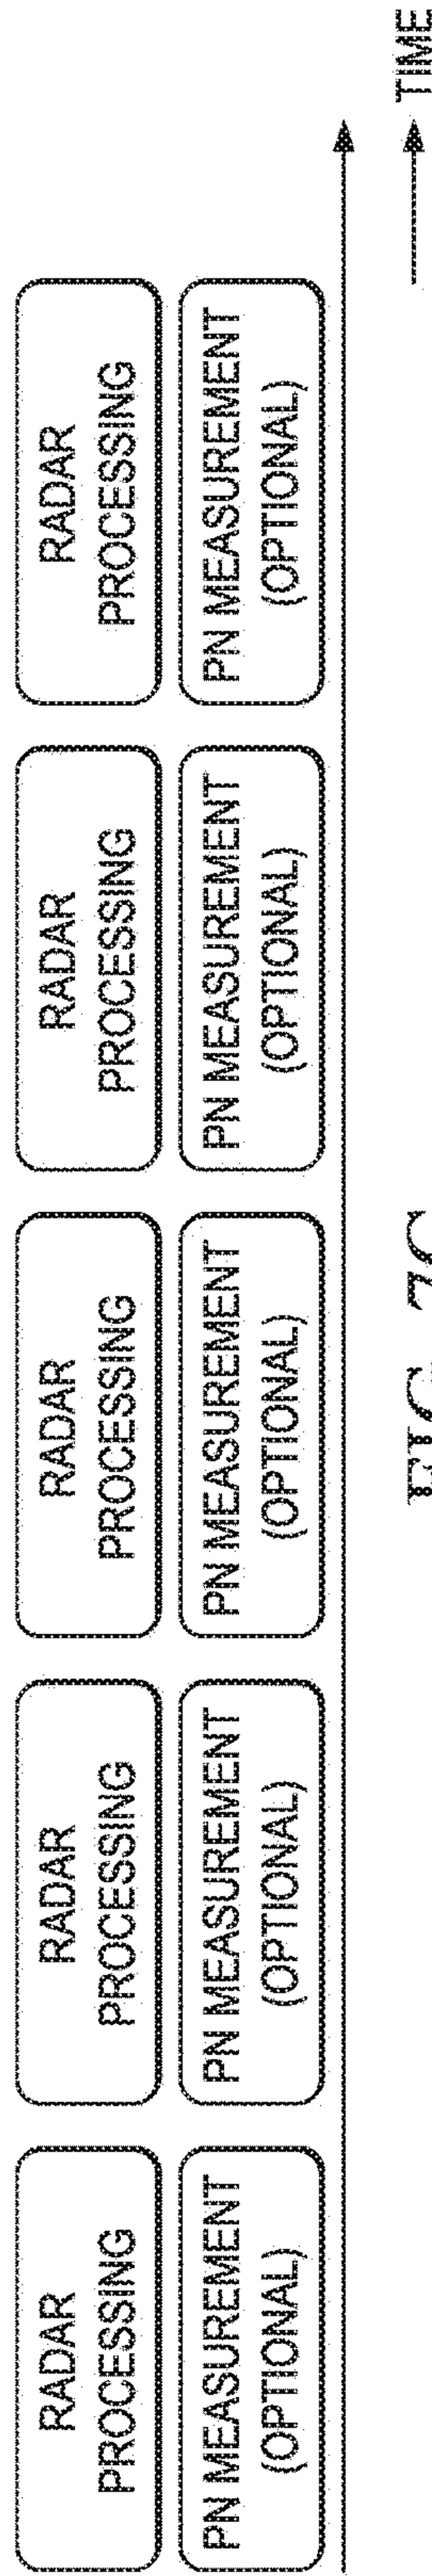 RADAR
PROCESSING
PN MEASUREMENT
(OPTIONAL)
RADAR
PROCESSING
PN MEASUREMENT
(OPTIONAL)
RADAR
PROCESSING
PN MEASUREMENT
(OPTIONAL)
RADAR
PROCESSING
PN MEASUREMENT
(OPTIONAL)
RADAR
PROCESSING
PN MEASUREMENT
(OPTIONAL)
TIME